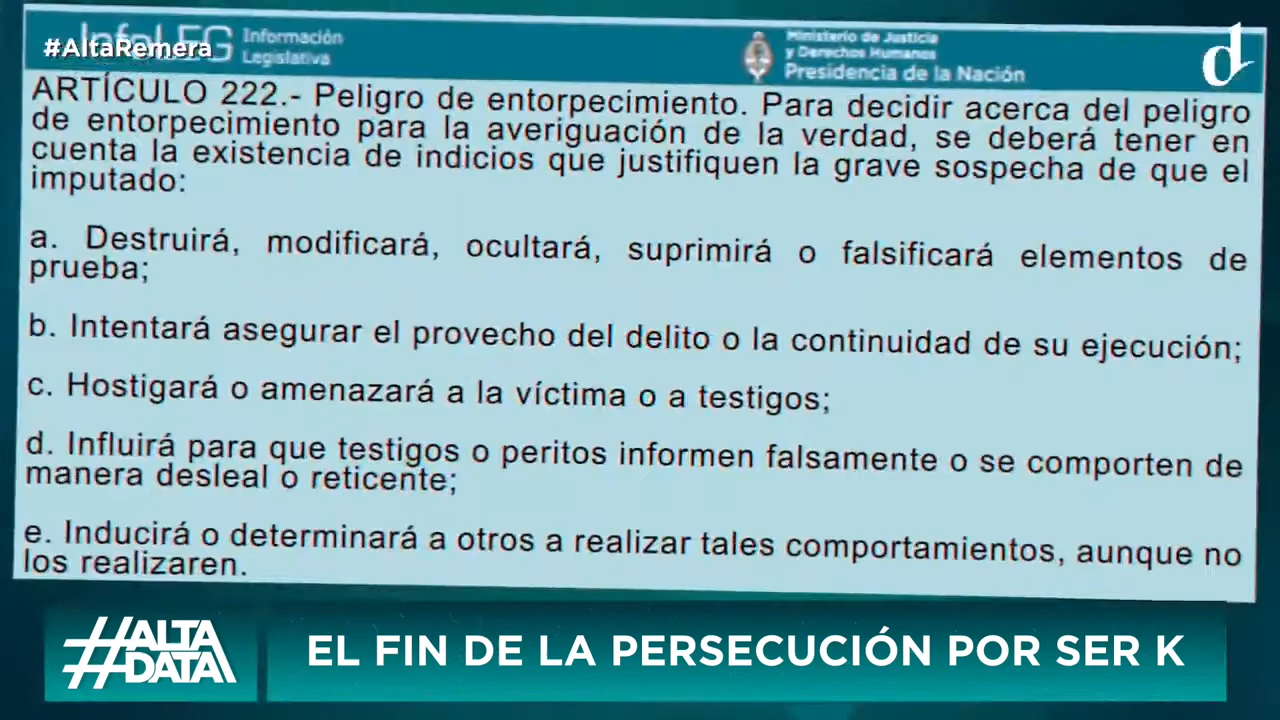 InfoLEG
#AltaRemera
Información
Legislativa
Ministerio de Justicia
y Derechos Humanos
Presidencia de la Nación
d
ARTÍCULO 222.- Peligro de entorpecimiento. Para decidir acerca del peligro
de entorpecimiento para la averiguación de la verdad, se deberá tener en
cuenta la existencia de indicios que justifiquen la grave sospecha de que el
imputado:
a. Destruirá, modificará, ocultará, suprimirá o falsificará elementos de
prueba;
b. Intentará asegurar el provecho del delito o la continuidad de su ejecución;
c. Hostigará o amenazará a la víctima o a testigos;
d. Influirá para que testigos o peritos informen falsamente o se comporten de
manera desleal o reticente;
e. Inducirá o determinará a otros a realizar tales comportamientos, aunque no
los realizaren.
#ALTA
DATA
EL FIN DE LA PERSECUCIÓN POR SER K